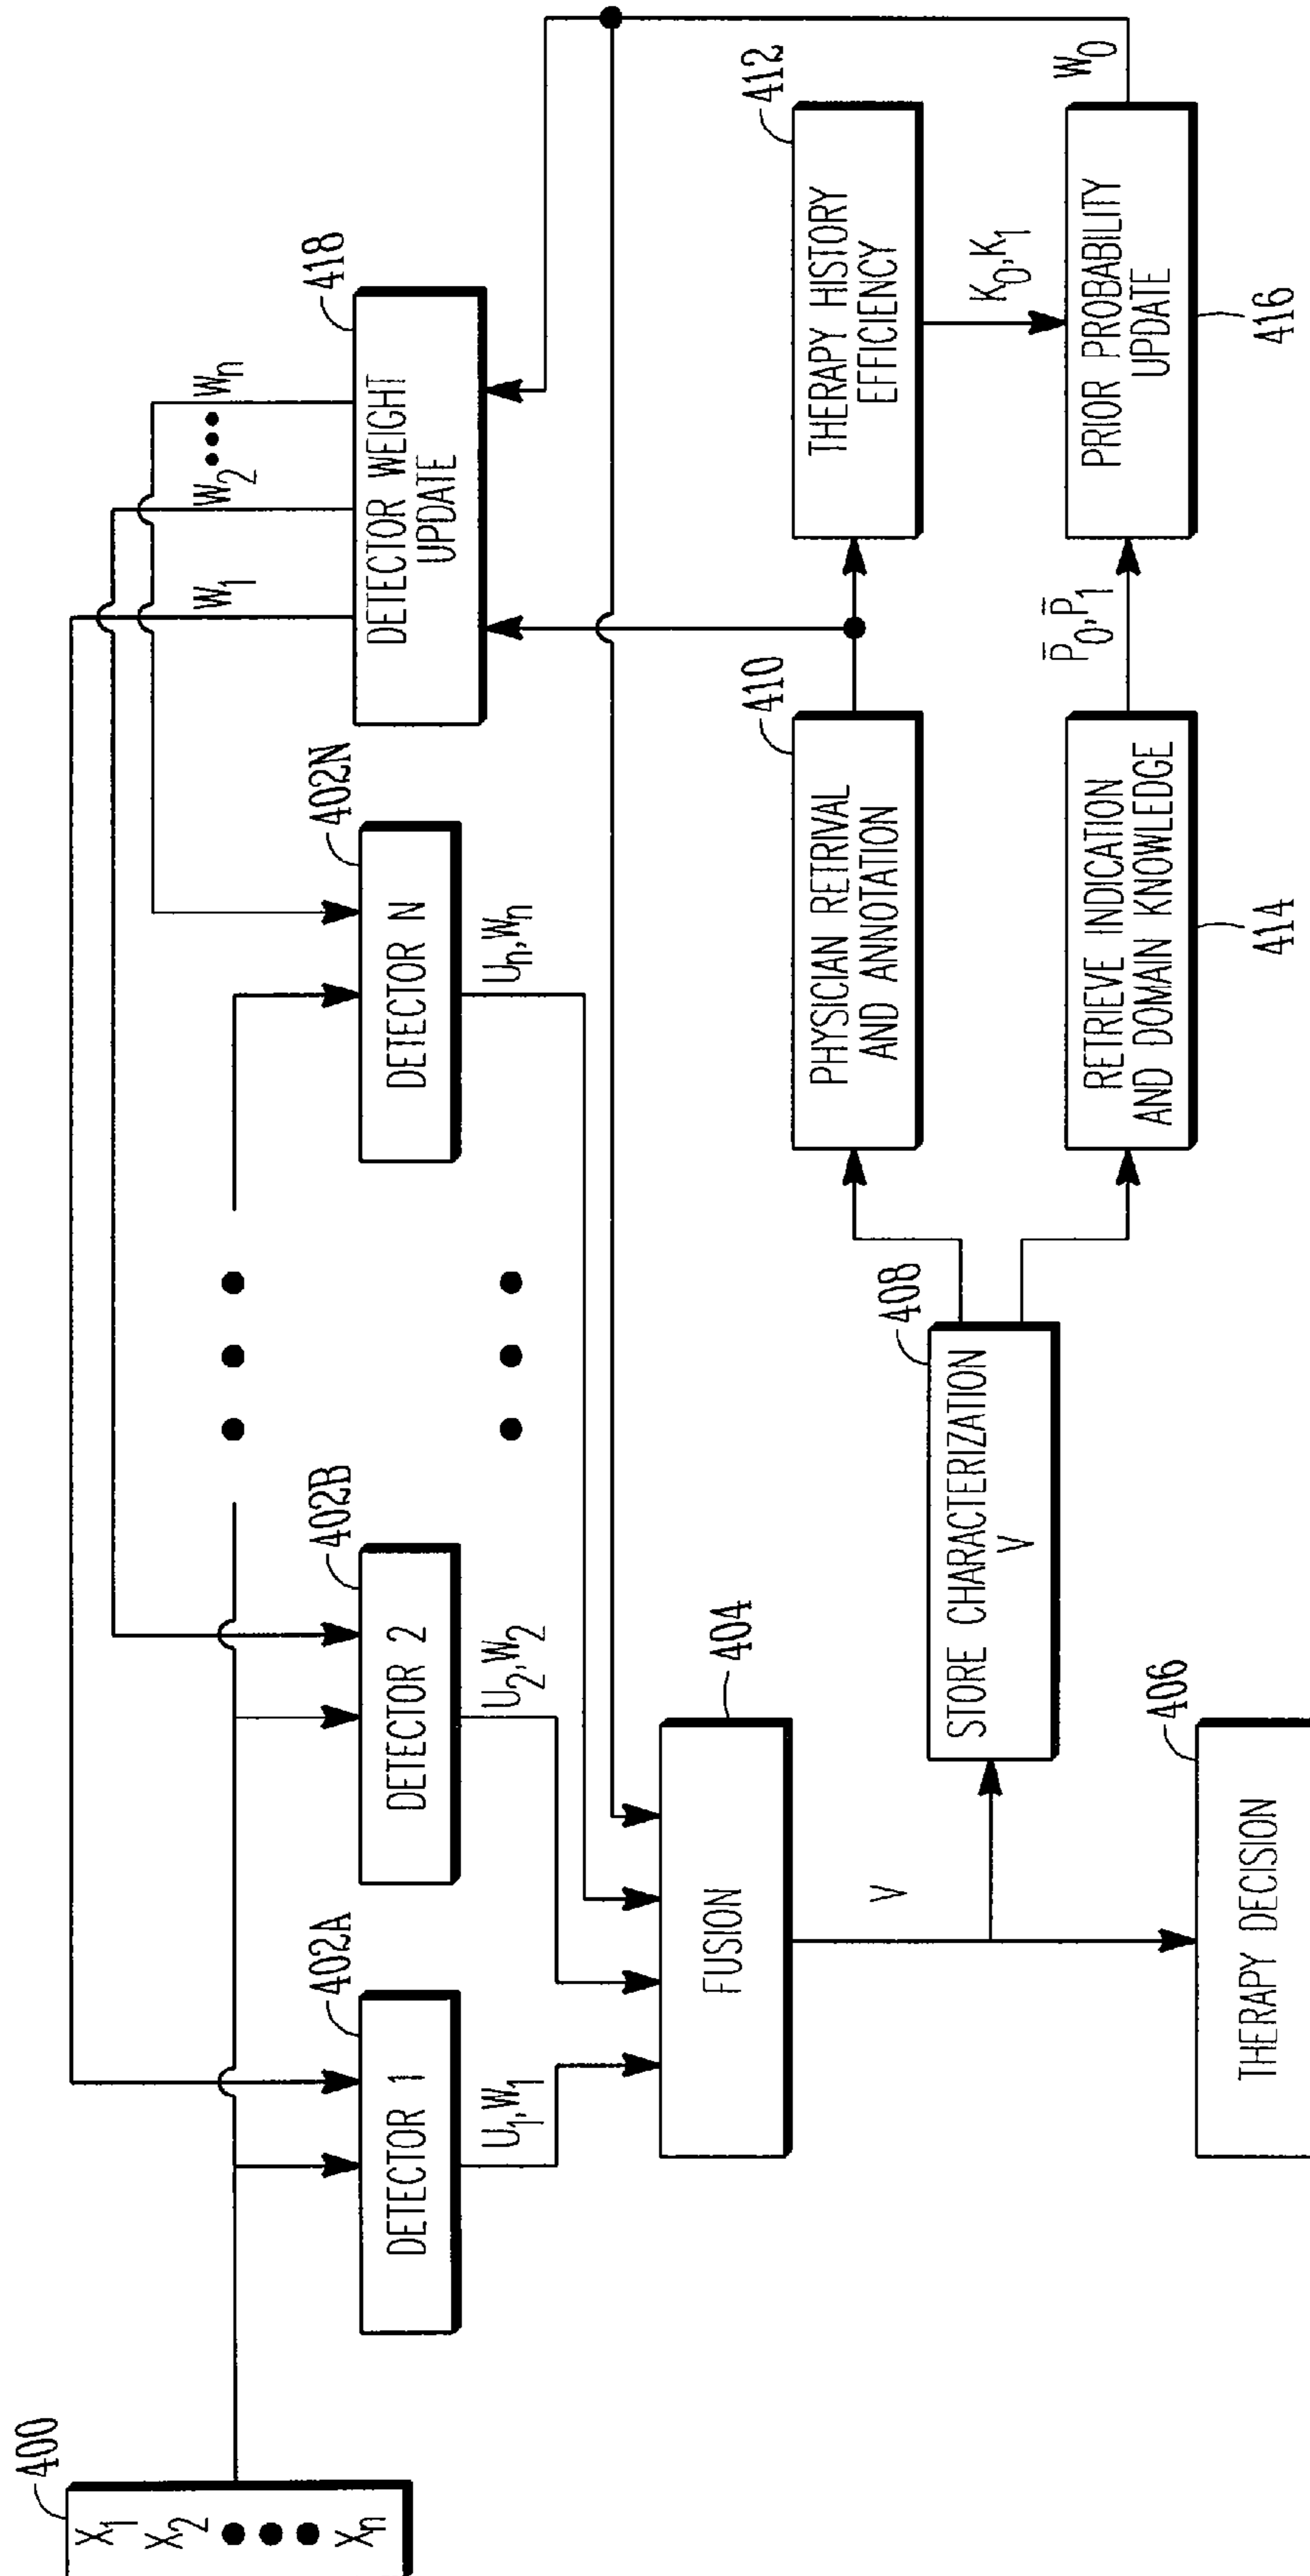 400
X1
X2
Xn
402A
DETECTOR 1
U1,W1
402B
DETECTOR 2
U2,W2
402N
DETECTOR N
Un,Wn
W1
W2
Wn
418
DETECTOR WEIGHT
UPDATE
404
FUSION
V
408
STORE CHARACTERIZATION
V
406
THERAPY DECISION
410
PHYSICIAN RETRIVAL
AND ANNOTATION
412
THERAPY HISTORY
EFFICIENCY
K0,K1
RETRIEVE INDICATION
AND DOMAIN KNOWLEDGE
414
P̅0,P̅1
PRIOR PROBABILITY
UPDATE
416
W0